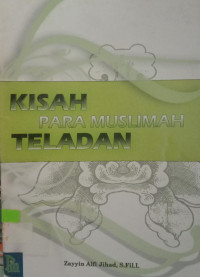 KISAH
PARA MUSLIMAH
TELADAN
Zayyin Alfi Jihad, S.Fil.I.